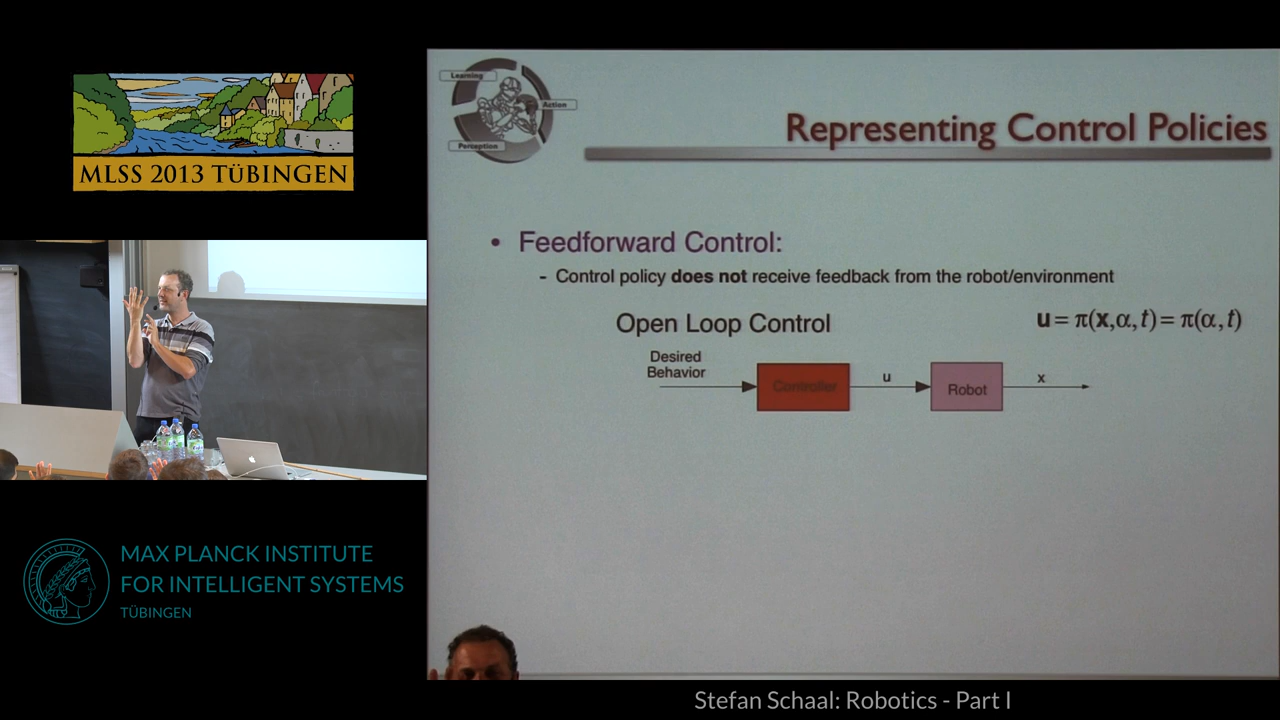 MLSS 2013 TÜBINGEN
MAX PLANCK INSTITUTE
FOR INTELLIGENT SYSTEMS
TÜBINGEN
Learning
Action
Perception
Representing Control Policies
• Feedforward Control:
- Control policy does not receive feedback from the robot/environment
Open Loop Control
u = π(x,α,t) = π(α,t)
Desired
Behavior
Controller
u
Robot
x
Stefan Schaal: Robotics - Part I